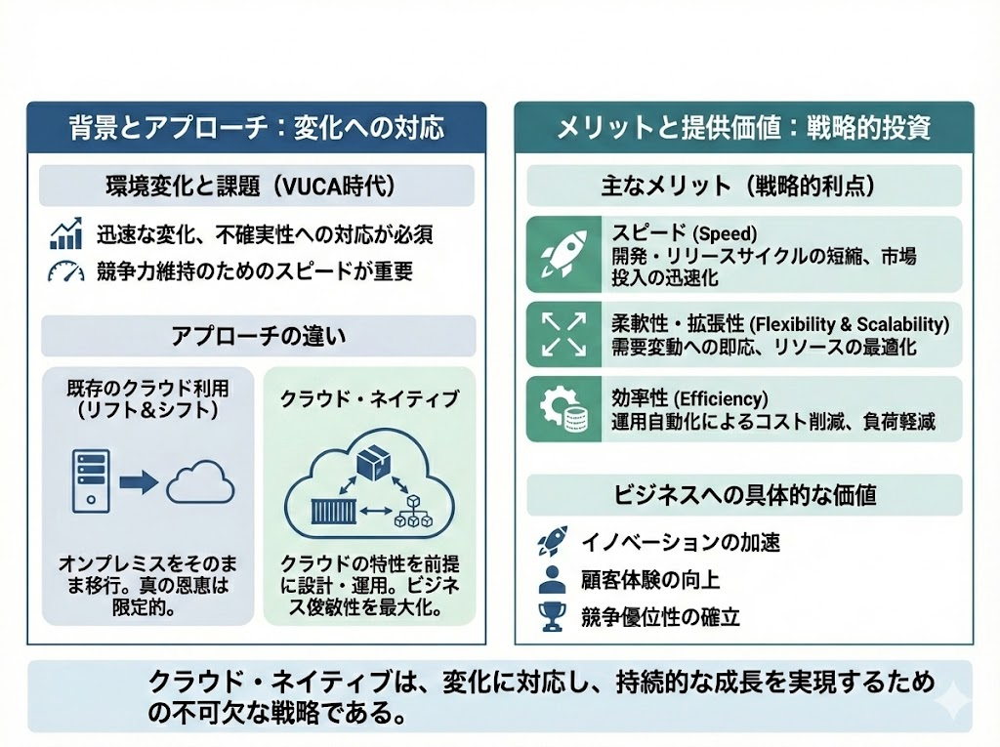 背景とアプローチ：変化への対応
環境変化と課題（VUCA時代）
迅速な変化、不確実性への対応が必須
競争力維持のためのスピードが重要
アプローチの違い
既存のクラウド利用
（リフト＆シフト）
オンプレミスをそのま
ま移行。真の恩恵は
限定的。
クラウド・ネイティブ
クラウドの特性を前提
に設計・運用。ビジネ
ス俊敏性を最大化。
メリットと提供価値：戦略的投資
主なメリット（戦略的利点）
スピード (Speed)
開発・リリースサイクルの短縮、市場
投入の迅速化
柔軟性・拡張性 (Flexibility & Scalability)
需要変動への即応、リソースの最適化
効率性 (Efficiency)
運用自動化によるコスト削減、負荷軽減
ビジネスへの具体的な価値
イノベーションの加速
顧客体験の向上
競争優位性の確立
クラウド・ネイティブは、変化に対応し、持続的な成長を実現するため
の不可欠な戦略である。